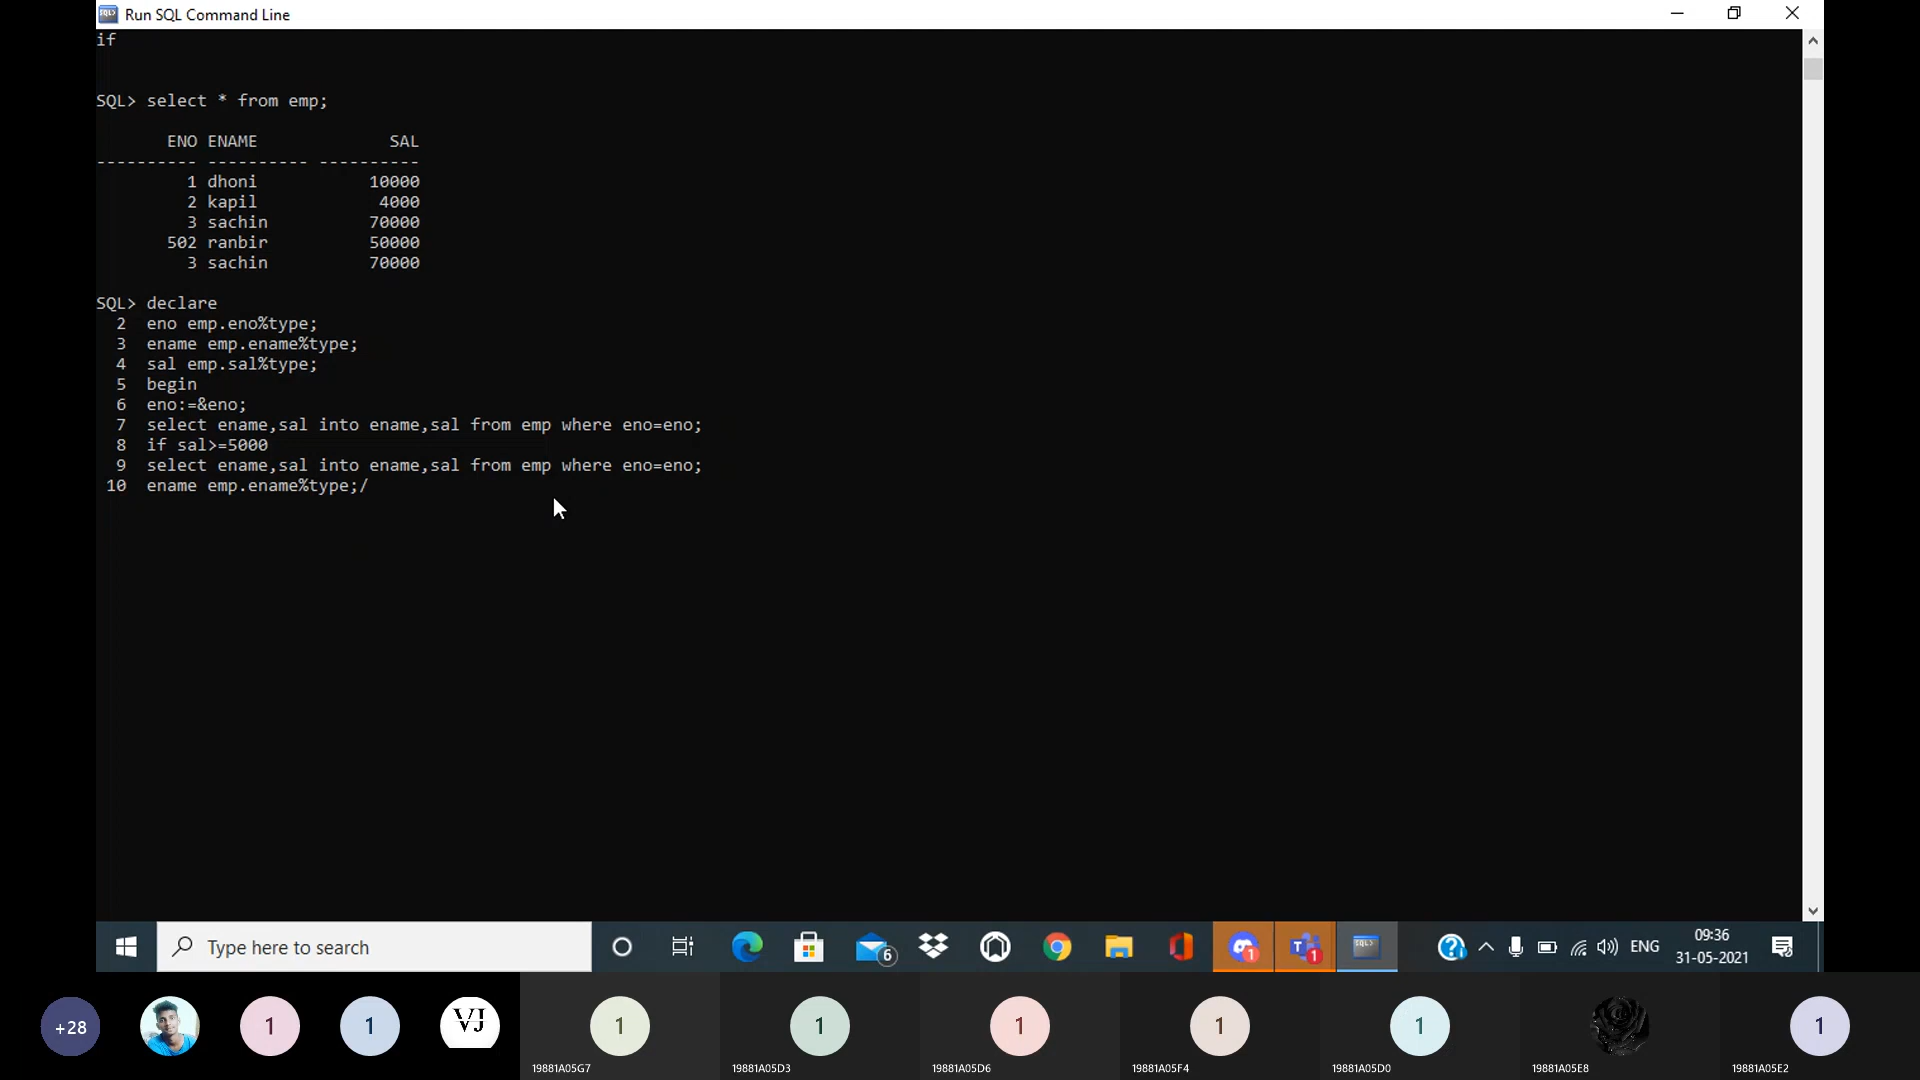 Run SQL Command Line
if
SQL> select * from emp;
ENO ENAME SAL
---------- ---------- ----------
1 dhoni 10000
2 kapil 4000
3 sachin 70000
502 ranbir 50000
3 sachin 70000
SQL> declare
2 eno emp.eno%type;
3 ename emp.ename%type;
4 sal emp.sal%type;
5 begin
6 eno:=&eno;
7 select ename,sal into ename,sal from emp where eno=eno;
8 if sal>=5000
9 select ename,sal into ename,sal from emp where eno=eno;
10 ename emp.ename%type;/
Type here to search
6
1
1
SQL>
ENG
09:36
31-05-2021
+28
1
1
VJ
1
1
1
1
1
1
19881A05G7
19881A05D3
19881A05D6
19881A05F4
19881A05D0
19881A05E8
19881A05E2